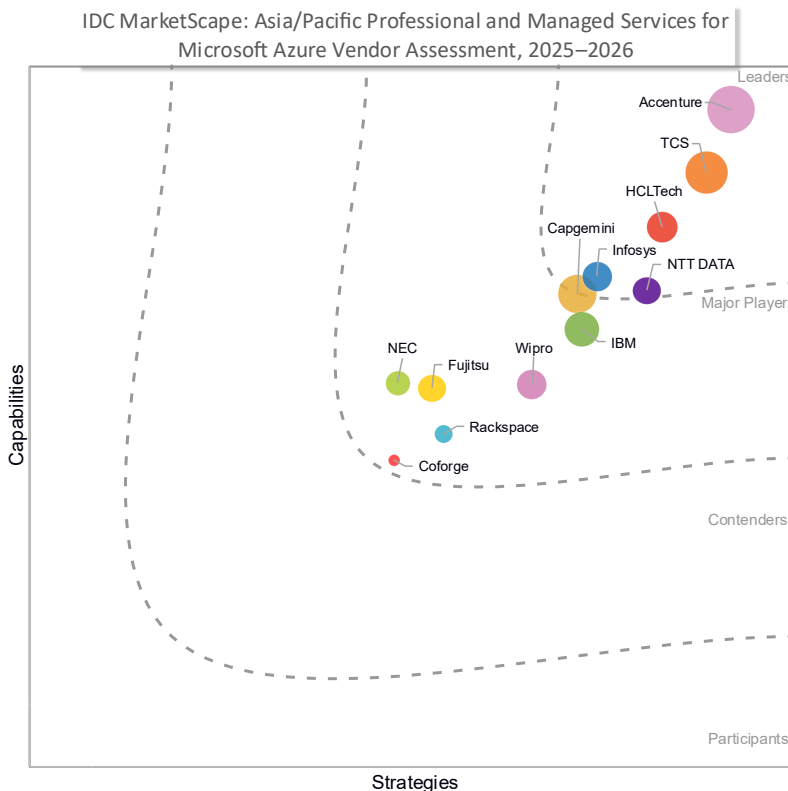 IDC MarketScape: Asia/Pacific Professional and Managed Services for
Microsoft Azure Vendor Assessment, 2025–2026
Leaders
Accenture
TCS
HCLTech
Capgemini
Infosys
NTT DATA
Major Player
IBM
NEC
Fujitsu
Wipro
Rackspace
Coforge
Capabilities
Contenders
Participants
Strategies